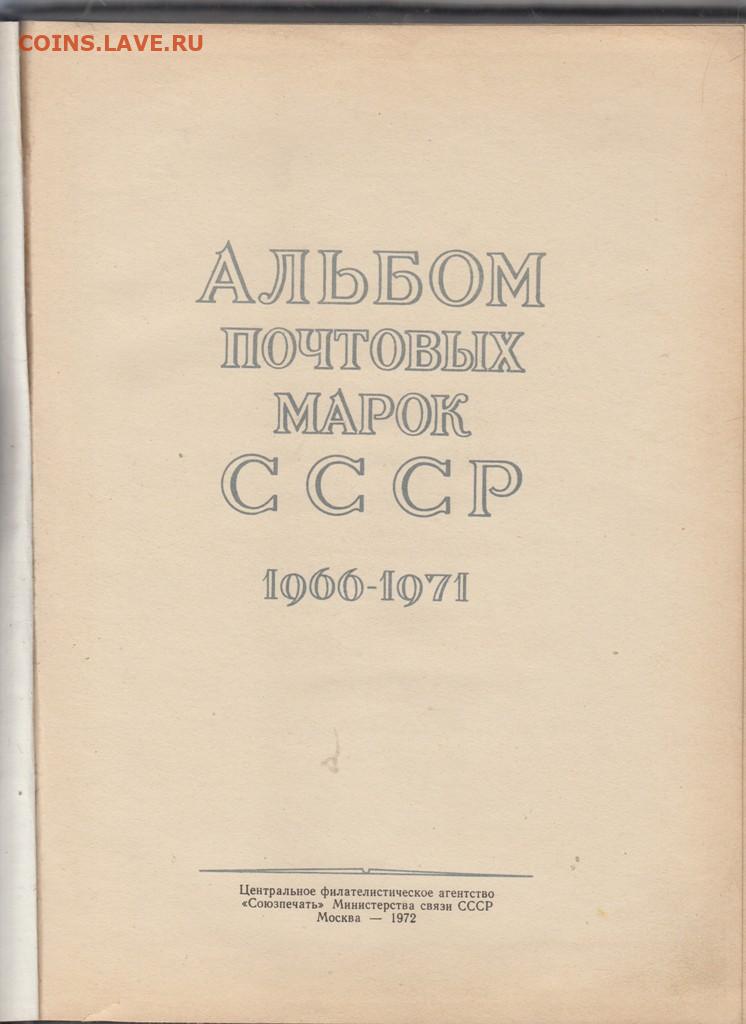 COINS.LAVE.RU
АЛЬБОМ
ПОЧТОВЫХ
МАРОК
СССР
1966-1971
Центральное филателистическое агентство
«Союзпечать» Министерства связи СССР
Москва — 1972